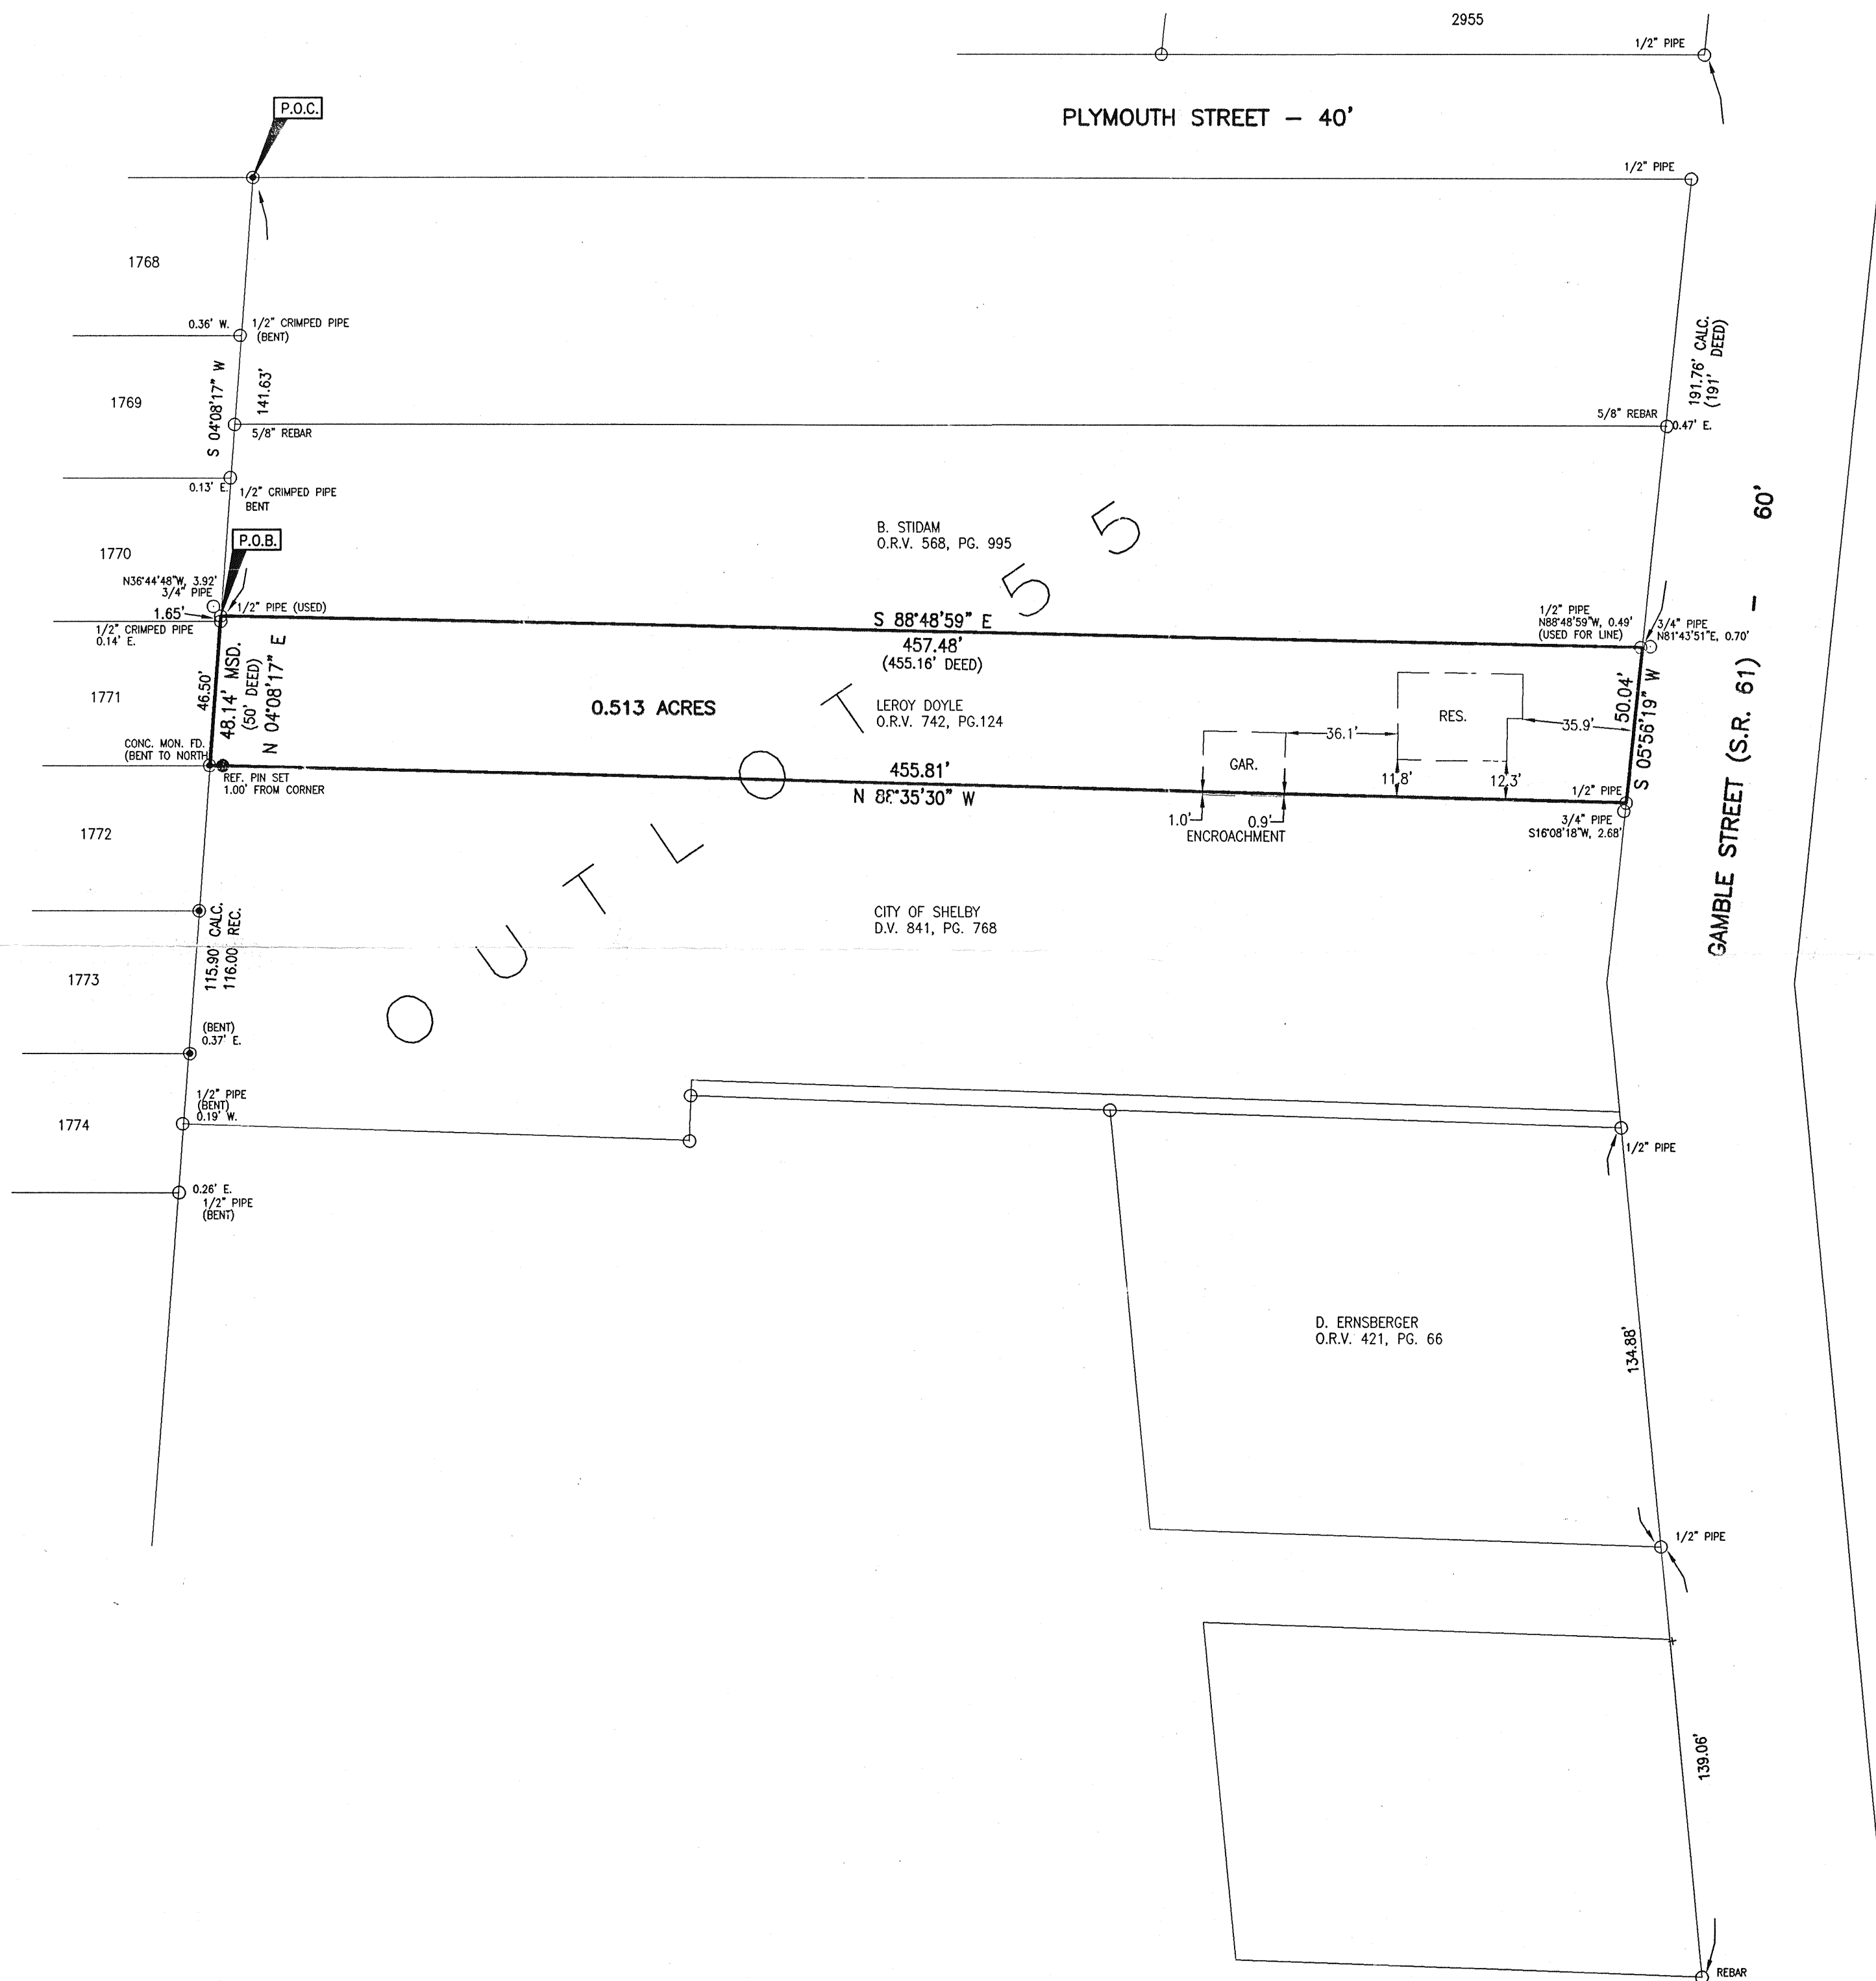 2955
1/2" PIPE
PLYMOUTH STREET – 40'
P.O.C.
1/2" PIPE
1768
0.36' W.
1/2" CRIMPED PIPE
(BENT)
S 04°08'17" W
141.63'
1769
5/8" REBAR
5/8" REBAR
0.47' E.
191.76' CALC.
(191' DEED)
0.13' E.
1/2" CRIMPED PIPE
BENT
B. STIDAM
O.R.V. 568, PG. 995
P.O.B.
1770
N36°44'48"W, 3.92'
3/4" PIPE
1.65'
1/2" PIPE (USED)
1/2" CRIMPED PIPE
0.14' E.
S 88°48'59" E
457.48'
(455.16' DEED)
1/2" PIPE
N88°48'59"W, 0.49'
(USED FOR LINE)
3/4" PIPE
N81°43'51"E, 0.70'
1771
46.50'
48.14' MSD.
(50' DEED)
N 04°08'17" E
0.513 ACRES
LEROY DOYLE
O.R.V. 742, PG.124
RES.
36.1'
35.9'
50.04'
S 05°56'19" W
GAR.
11.8'
12.3'
CONC. MON. FD.
(BENT TO NORTH
REF. PIN SET
1.00' FROM CORNER
455.81'
N 88°35'30" W
1/2" PIPE
3/4" PIPE
S16°08'18"W, 2.68'
1.0'
0.9'
ENCROACHMENT
GAMBLE STREET (S.R. 61) – 60'
OUTLOT 55
1772
CITY OF SHELBY
D.V. 841, PG. 768
115.90' CALC.
116.00' REC.
1773
(BENT)
0.37' E.
1/2" PIPE
(BENT)
0.19' W.
1774
1/2" PIPE
0.26' E.
1/2" PIPE
(BENT)
D. ERNSBERGER
O.R.V. 421, PG. 66
134.88'
1/2" PIPE
139.06'
REBAR